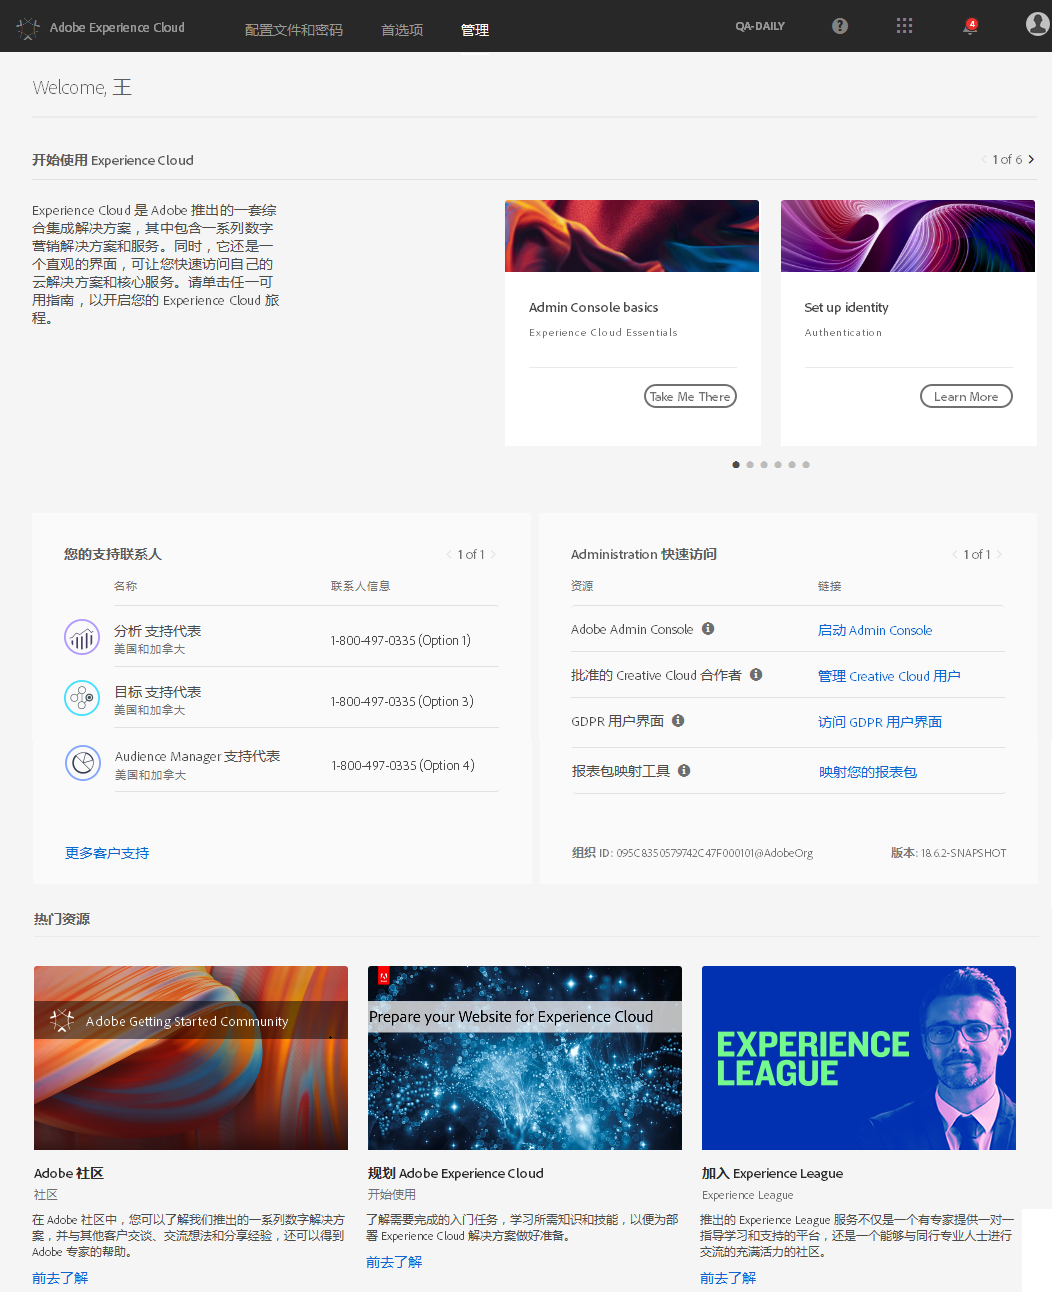 Adobe Experience Cloud 配置文件和密码 首选项 管理 QA-DAILY ? 4
Welcome, 王
开始使用 Experience Cloud 1 of 6
Experience Cloud 是 Adobe 推出的一套综
合集成解决方案，其中包含一系列数字
营销解决方案和服务。同时，它还是一
个直观的界面，可让您快速访问自己的
云解决方案和核心服务。请单击任一可
用指南，以开启您的 Experience Cloud 旅
程。
Admin Console basics
Experience Cloud Essentials
Take Me There
Set up identity
Authentication
Learn More
您的支持联系人 1 of 1
名称 联系人信息
分析 支持代表
美国和加拿大
1-800-497-0335 (Option 1)
目标 支持代表
美国和加拿大
1-800-497-0335 (Option 3)
Audience Manager 支持代表
美国和加拿大
1-800-497-0335 (Option 4)
更多客户支持
Administration 快速访问 1 of 1
资源 链接
Adobe Admin Console 启动 Admin Console
批准的 Creative Cloud 合作者 管理 Creative Cloud 用户
GDPR 用户界面 访问 GDPR 用户界面
报表包映射工具 映射您的报表包
组织 ID: 095C8350579742C47F000101@AdobeOrg 版本: 18.6.2-SNAPSHOT
热门资源
Adobe Getting Started Community
Adobe 社区
社区
在 Adobe 社区中，您可以了解我们推出的一系列数字解决方
案，并与其他客户交谈、交流想法和分享经验，还可以得到
Adobe 专家的帮助。
前去了解
Prepare your Website for Experience Cloud
规划 Adobe Experience Cloud
开始使用
了解需要完成的入门任务，学习所需知识和技能，以便为部
署 Experience Cloud 解决方案做好准备。
前去了解
EXPERIENCE
LEAGUE
加入 Experience League
Experience League
推出的 Experience League 服务不仅是一个有专家提供一对一
指导学习和支持的平台，还是一个能够与同行专业人士进行
交流的充满活力的社区。
前去了解